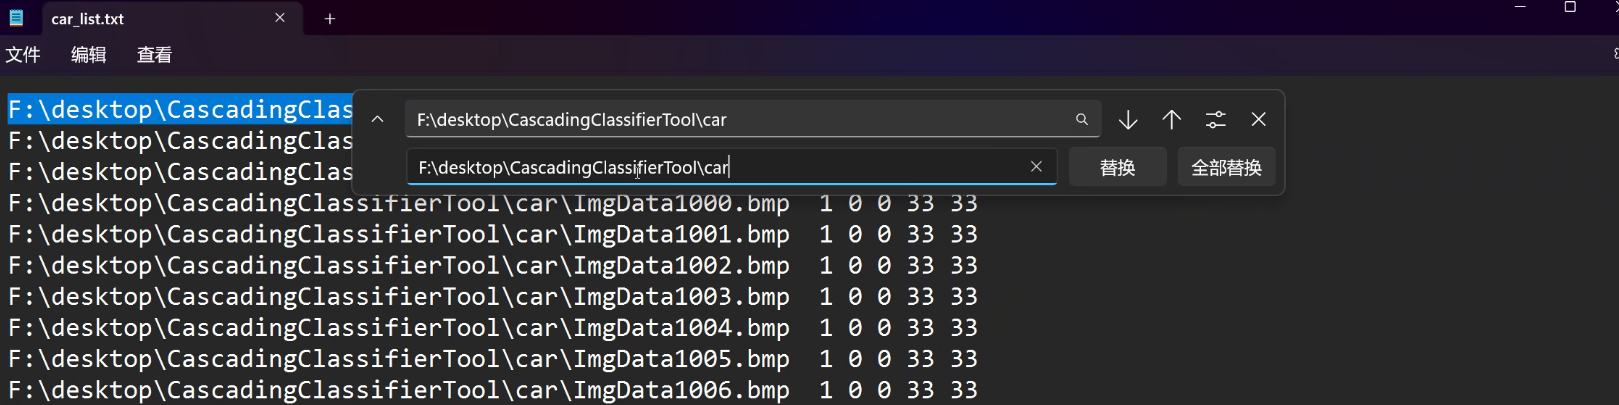 car_list.txt
文件 编辑 查看
F:\desktop\CascadingClas
F:\desktop\CascadingClassifierTool\car
F:\desktop\CascadingClas
F:\desktop\CascadingClassifierTool\car 替换 全部替换
F:\desktop\CascadingClas
F:\desktop\CascadingClassifierTool\car\ImgData1000.bmp 1 0 0 33 33
F:\desktop\CascadingClassifierTool\car\ImgData1001.bmp 1 0 0 33 33
F:\desktop\CascadingClassifierTool\car\ImgData1002.bmp 1 0 0 33 33
F:\desktop\CascadingClassifierTool\car\ImgData1003.bmp 1 0 0 33 33
F:\desktop\CascadingClassifierTool\car\ImgData1004.bmp 1 0 0 33 33
F:\desktop\CascadingClassifierTool\car\ImgData1005.bmp 1 0 0 33 33
F:\desktop\CascadingClassifierTool\car\ImgData1006.bmp 1 0 0 33 33